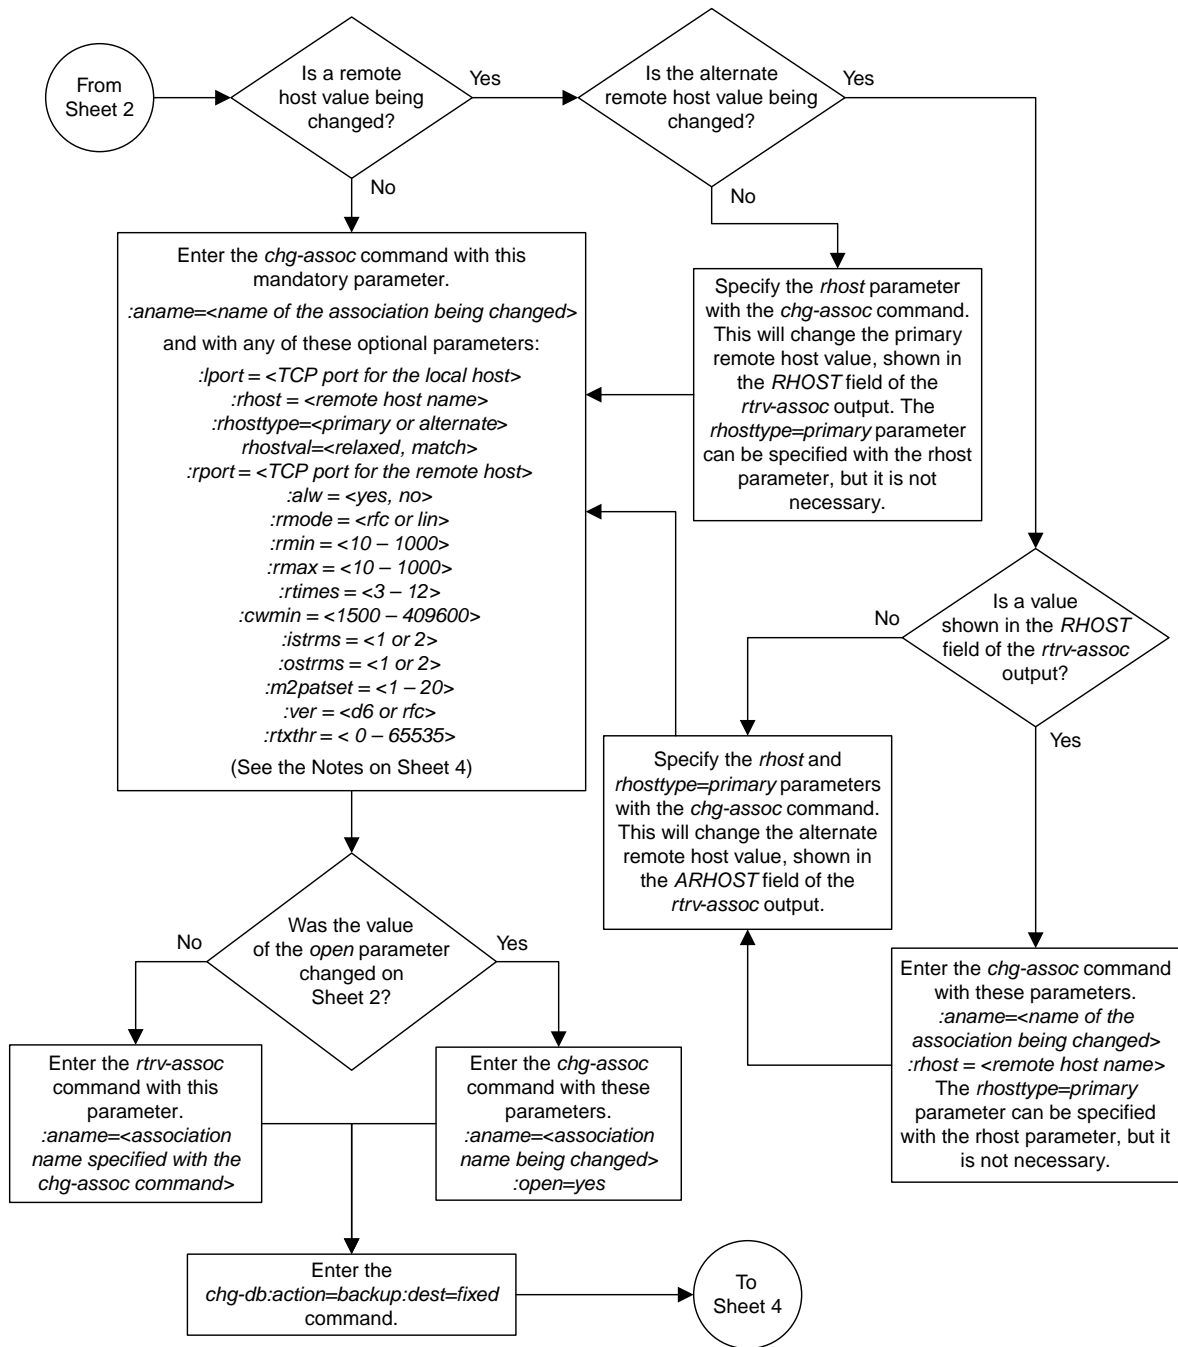 From
Sheet 2
Is a remote
host value being
changed?
Yes
Is the alternate
remote host value being
changed?
Yes
No
No
Enter the chg-assoc command with this
mandatory parameter.
:aname=<name of the association being changed>
and with any of these optional parameters:
:lport = <TCP port for the local host>
:rhost = <remote host name>
:rhosttype=<primary or alternate>
rhostval=<relaxed, match>
:rport = <TCP port for the remote host>
:alw = <yes, no>
:rmode = <rfc or lin>
:rmin = <10 – 1000>
:rmax = <10 – 1000>
:rtimes = <3 – 12>
:cwmin = <1500 – 409600>
:istrms = <1 or 2>
:ostrms = <1 or 2>
:m2patset = <1 – 20>
:ver = <d6 or rfc>
:rtxthr = < 0 – 65535>
(See the Notes on Sheet 4)
Specify the rhost parameter
with the chg-assoc command.
This will change the primary
remote host value, shown in
the RHOST field of the
rtrv-assoc output. The
rhosttype=primary parameter
can be specified with the rhost
parameter, but it is not
necessary.
Is a value
shown in the RHOST
field of the rtrv-assoc
output?
No
Yes
Specify the rhost and
rhosttype=primary parameters
with the chg-assoc command.
This will change the alternate
remote host value, shown in
the ARHOST field of the
rtrv-assoc output.
Enter the chg-assoc command
with these parameters.
:aname=<name of the
association being changed>
:rhost = <remote host name>
The rhosttype=primary
parameter can be specified
with the rhost parameter, but it
is not necessary.
Was the value
of the open parameter
changed on
Sheet 2?
No
Yes
Enter the rtrv-assoc
command with this
parameter.
:aname=<association
name specified with the
chg-assoc command>
Enter the chg-assoc
command with these
parameters.
:aname=<association
name being changed>
:open=yes
Enter the
chg-db:action=backup:dest=fixed
command.
To
Sheet 4